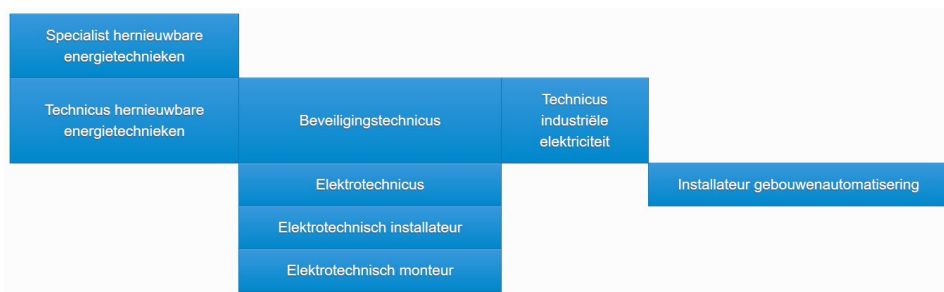 Specialist hernieuwbare
energietechnieken
Technicus hernieuwbare
energietechnieken
Beveiligingstechnicus
Technicus
industriële
elektriciteit
Elektrotechnicus
Installateur gebouwenautomatisering
Elektrotechnisch installateur
Elektrotechnisch monteur